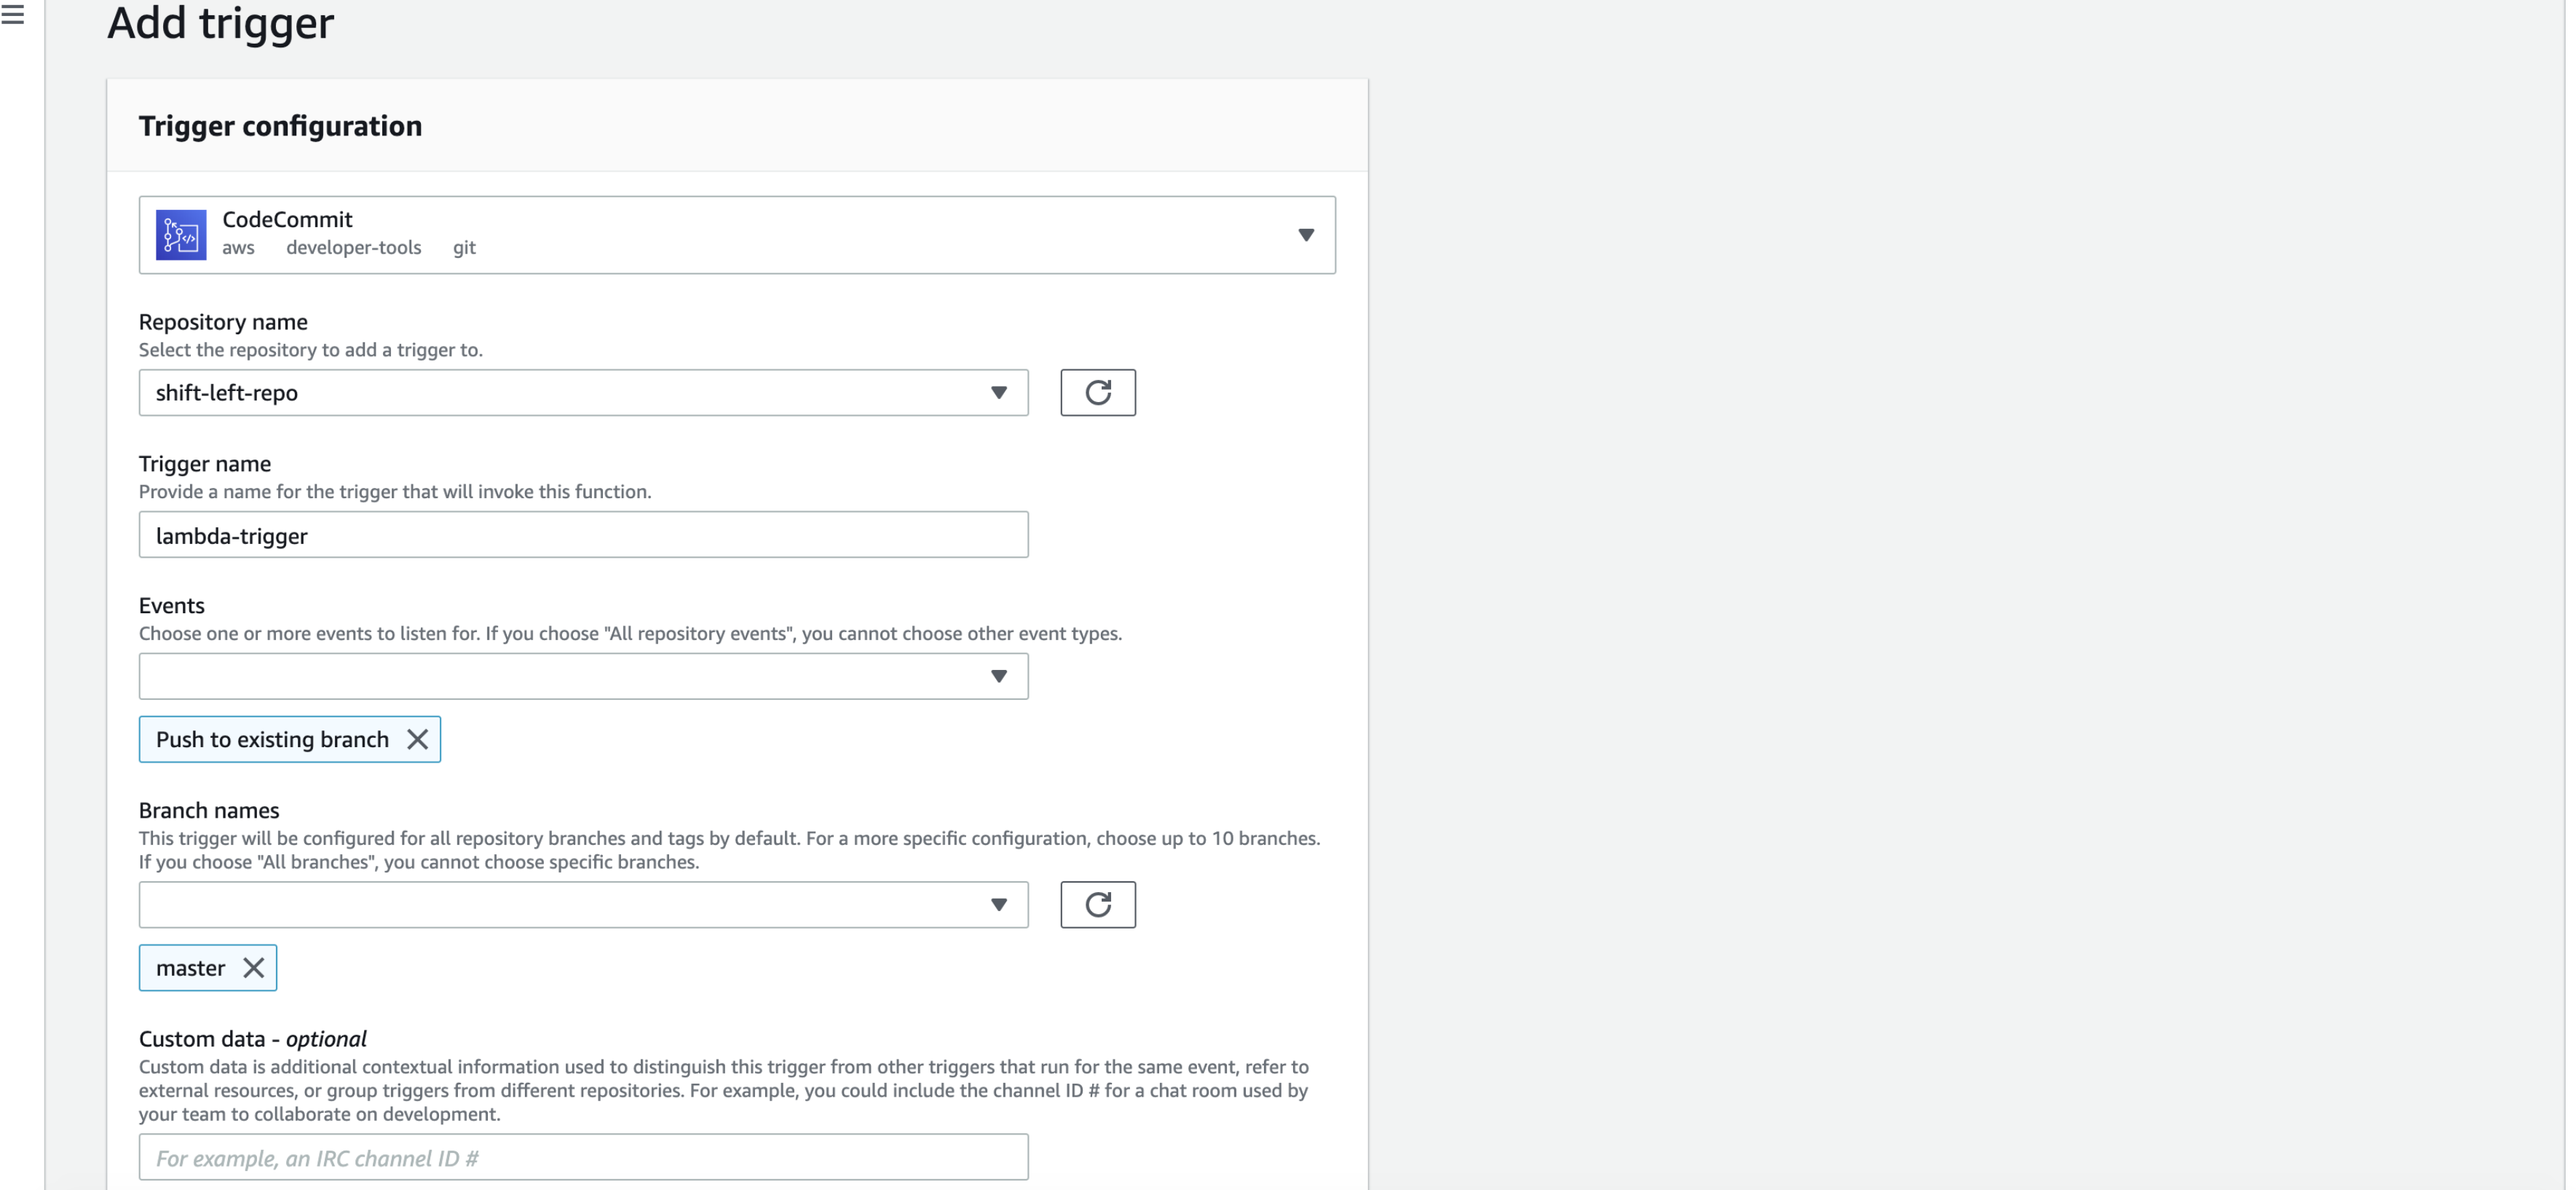 Add trigger
Trigger configuration
CodeCommit
aws developer-tools git
Repository name
Select the repository to add a trigger to.
shift-left-repo
Trigger name
Provide a name for the trigger that will invoke this function.
lambda-trigger
Events
Choose one or more events to listen for. If you choose "All repository events", you cannot choose other event types.
Push to existing branch
Branch names
This trigger will be configured for all repository branches and tags by default. For a more specific configuration, choose up to 10 branches.
If you choose "All branches", you cannot choose specific branches.
master
Custom data - optional
Custom data is additional contextual information used to distinguish this trigger from other triggers that run for the same event, refer to
external resources, or group triggers from different repositories. For example, you could include the channel ID # for a chat room used by
your team to collaborate on development.
For example, an IRC channel ID #